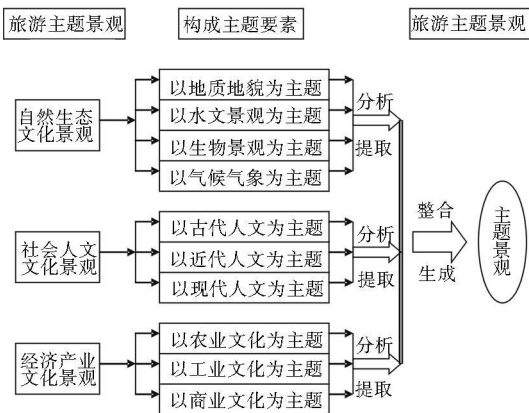 旅游主题景观
构成主题要素
旅游主题景观
自然生态
文化景观
以地质地貌为主题
以水文景观为主题
以生物景观为主题
以气候气象为主题
分析
提取
社会人文
文化景观
以古代人文为主题
以近代人文为主题
以现代人文为主题
分析
提取
经济产业
文化景观
以农业文化为主题
以工业文化为主题
以商业文化为主题
分析
提取
整合
生成
主题景观